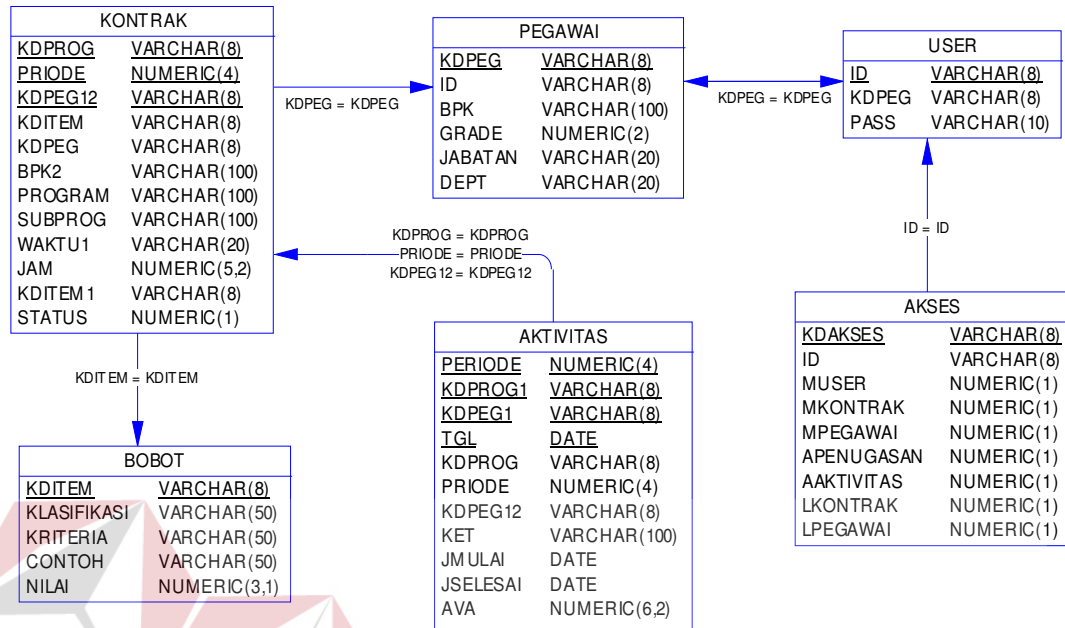 KONTRAK
KDPROG VARCHAR(8)
PRIODE NUMERIC(4)
KDPEG12 VARCHAR(8)
KDITEM VARCHAR(8)
KDPEG VARCHAR(8)
BPK2 VARCHAR(100)
PROGRAM VARCHAR(100)
SUBPROG VARCHAR(100)
WAKTU1 VARCHAR(20)
JAM NUMERIC(5,2)
KDITEM1 VARCHAR(8)
STATUS NUMERIC(1)
KDPEG = KDPEG
PEGAWAI
KDPEG VARCHAR(8)
ID VARCHAR(8)
BPK VARCHAR(100)
GRADE NUMERIC(2)
JABATAN VARCHAR(20)
DEPT VARCHAR(20)
KDPEG = KDPEG
USER
ID VARCHAR(8)
KDPEG VARCHAR(8)
PASS VARCHAR(10)
ID = ID
KDPROG = KDPROG
PRIODE = PRIODE
KDPEG12 = KDPEG12
KDITEM = KDITEM
BOBOT
KDITEM VARCHAR(8)
KLASIFIKASI VARCHAR(50)
KRITERIA VARCHAR(50)
CONTOH VARCHAR(50)
NILAI NUMERIC(3,1)
AKTIVITAS
PERIODE NUMERIC(4)
KDPROG1 VARCHAR(8)
KDPEG1 VARCHAR(8)
TGL DATE
KDPROG VARCHAR(8)
PRIODE NUMERIC(4)
KDPEG12 VARCHAR(8)
KET VARCHAR(100)
JMULAI DATE
JSELESAI DATE
AVA NUMERIC(6,2)
AKSES
KDAKSES VARCHAR(8)
ID VARCHAR(8)
MUSER NUMERIC(1)
MKONTRAK NUMERIC(1)
MPEGAWAI NUMERIC(1)
APENUGASAN NUMERIC(1)
AAKTIVITAS NUMERIC(1)
LKONTRAK NUMERIC(1)
LPEGAWAI NUMERIC(1)